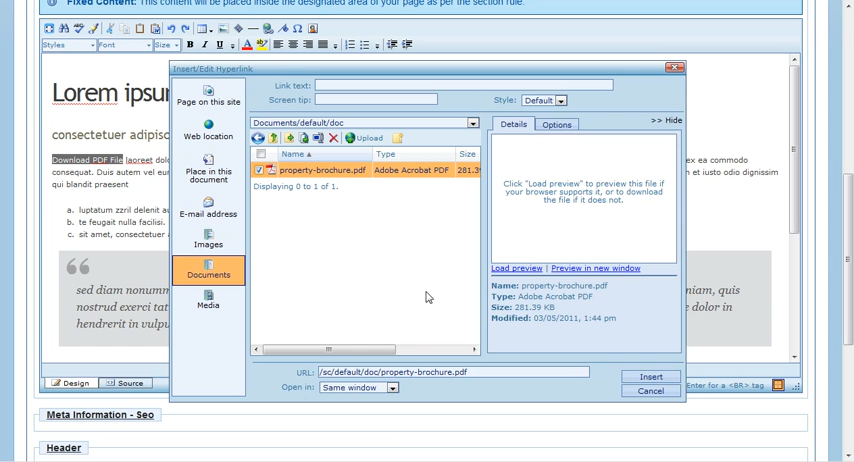 Fixed Content: This content will be placed inside the designated area of your page as per the section rule.
Styles Font Size B I U
Insert/Edit Hyperlink
Link text:
Screen tip: Style: Default
Page on this site
Web location
Place in this document
E-mail address
Images
Documents
Media
Documents/default/doc
Upload
Name Type Size
property-brochure.pdf Adobe Acrobat PDF 281.39
Displaying 0 to 1 of 1.
Details Options >> Hide
Click "Load preview" to preview this file if
your browser supports it, or to download
the file if it does not.
Load preview | Preview in new window
Name: property-brochure.pdf
Type: Adobe Acrobat PDF
Size: 281.39 KB
Modified: 03/05/2011, 1:44 pm
URL: /sc/default/doc/property-brochure.pdf
Open in: Same window
Insert
Cancel
Lorem ipsu
consectetuer adipisc
Download PDF File laoreet dol ex ea commodo
consequat. Duis autem vel eu et iusto odio dignissim
qui blandit praesent
a. luptatum zzril delenit au
b. te feugait nulla facilisi.
c. sit amet, consectetuer a
sed diam nonumm niam, quis
nostrud exerci tat dolor in
hendrerit in vulpu
Design Source Enter for a <BR> tag
Meta Information - Seo
Header